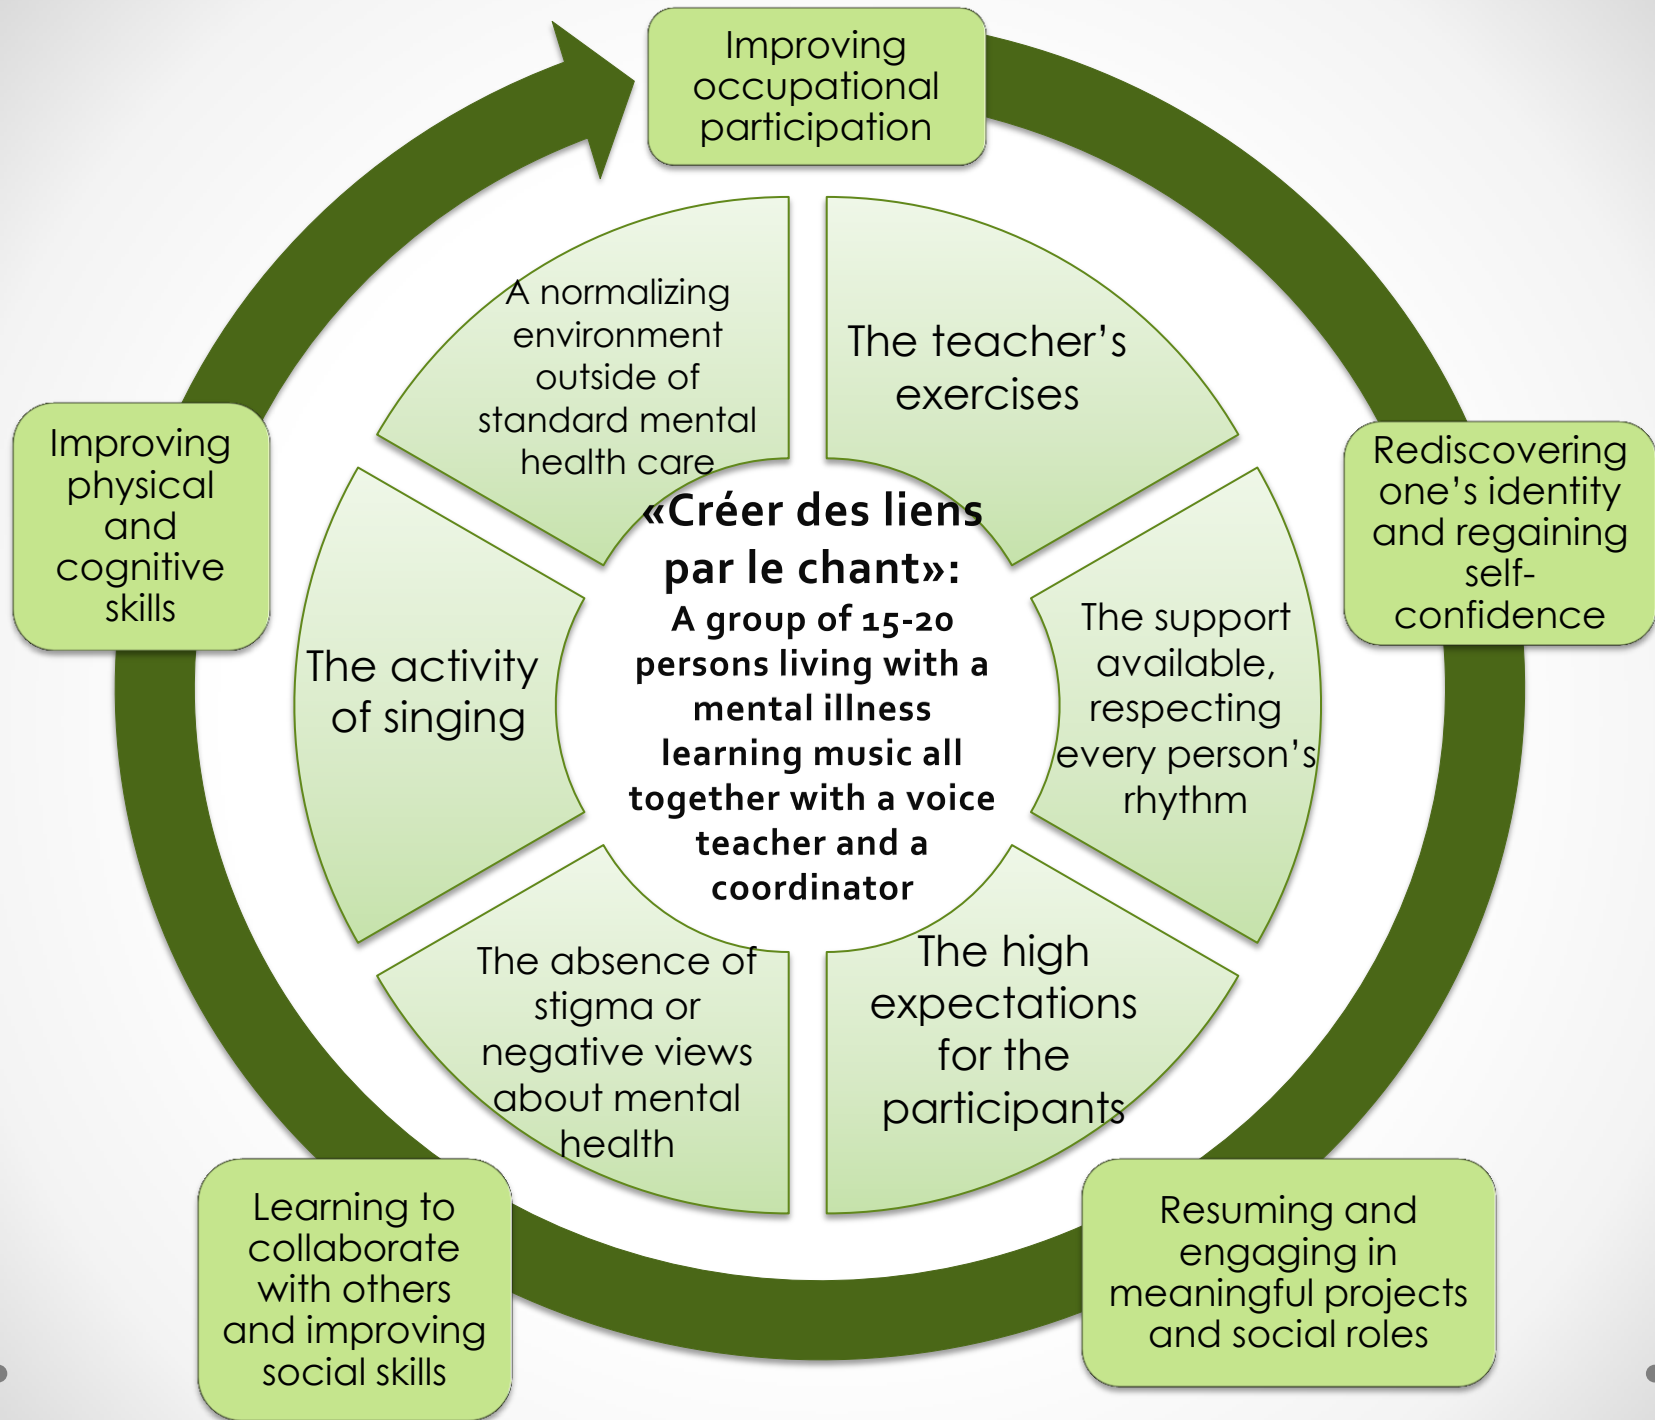 Improving
occupational
participation
A normalizing
environment
outside of
standard mental
health care
The teacher's
exercises
Improving
physical
and
cognitive
skills
Rediscovering
one's identity
and regaining
self-
confidence
«Créer des liens
par le chant»:
A group of 15-20
persons living with a
mental illness
learning music all
together with a voice
teacher and a
coordinator
The activity
of singing
The support
available,
respecting
every person's
rhythm
The absence of
stigma or
negative views
about mental
health
The high
expectations
for the
participants
Learning to
collaborate
with others
and improving
social skills
Resuming and
engaging in
meaningful projects
and social roles